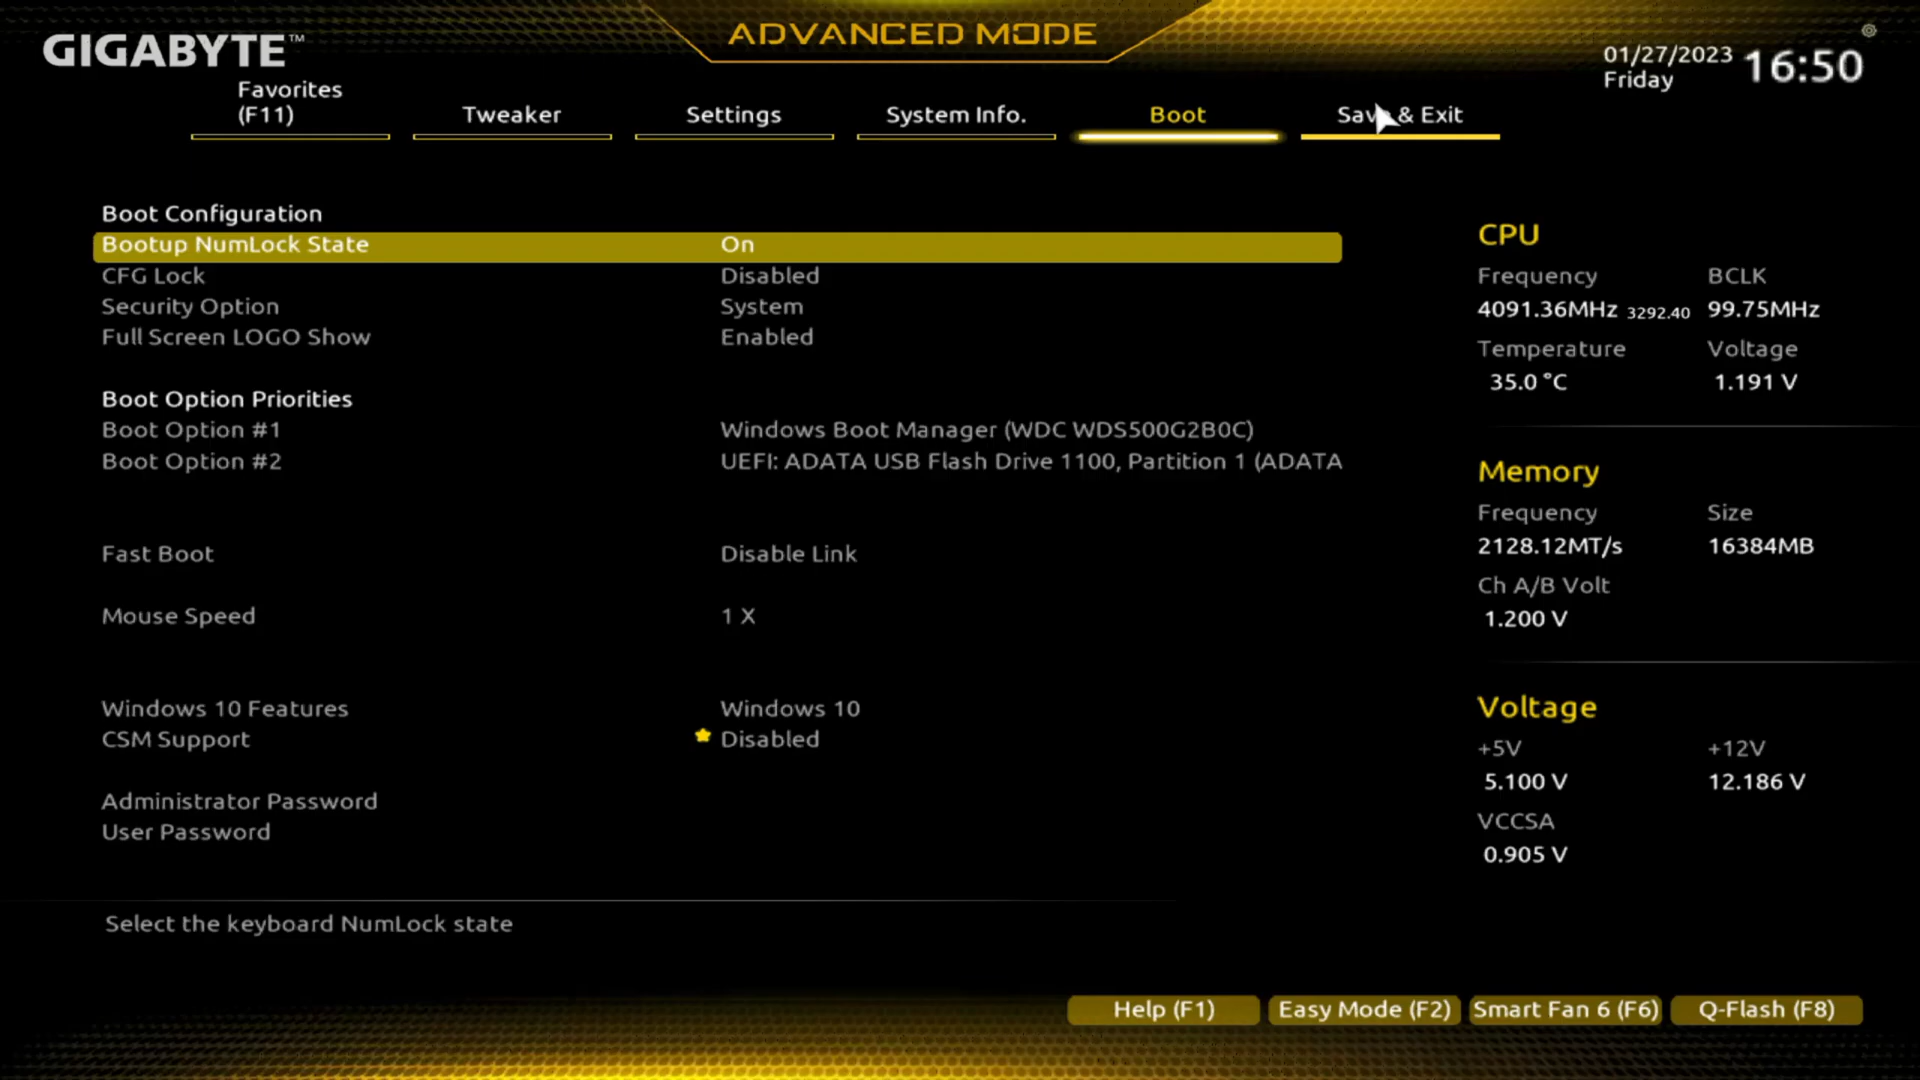 ADVANCED MODE
GIGABYTE™
01/27/2023
Friday
16:50
Favorites
(F11)
Tweaker
Settings
System Info.
Boot
Save & Exit
Boot Configuration
Bootup NumLock State On
CFG Lock Disabled
Security Option System
Full Screen LOGO Show Enabled
Boot Option Priorities
Boot Option #1 Windows Boot Manager (WDC WDS500G2B0C)
Boot Option #2 UEFI: ADATA USB Flash Drive 1100, Partition 1 (ADATA
Fast Boot Disable Link
Mouse Speed 1 X
Windows 10 Features Windows 10
CSM Support Disabled
Administrator Password
User Password
Select the keyboard NumLock state
CPU
Frequency BCLK
4091.36MHz 3292.40 99.75MHz
Temperature Voltage
35.0 °C 1.191 V
Memory
Frequency Size
2128.12MT/s 16384MB
Ch A/B Volt
1.200 V
Voltage
+5V +12V
5.100 V 12.186 V
VCCSA
0.905 V
Help (F1)
Easy Mode (F2)
Smart Fan 6 (F6)
Q-Flash (F8)